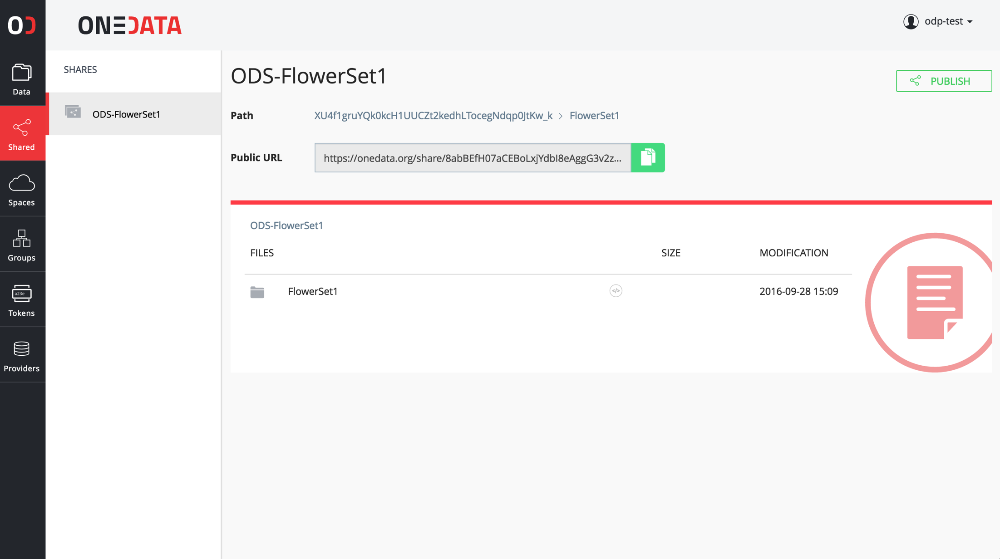 OD
ONEDATA
odp-test
Data
Shared
Spaces
Groups
a23e
Tokens
Providers
SHARES
ODS-FlowerSet1
ODS-FlowerSet1
PUBLISH
Path XU4f1gruYQk0kcH1UUCZt2kedhLTocegNdqp0JtKw_k > FlowerSet1
Public URL https://onedata.org/share/8abBEfH07aCEBoLxjYdbI8eAggG3v2z...
ODS-FlowerSet1
FILES SIZE MODIFICATION
FlowerSet1 </> 2016-09-28 15:09